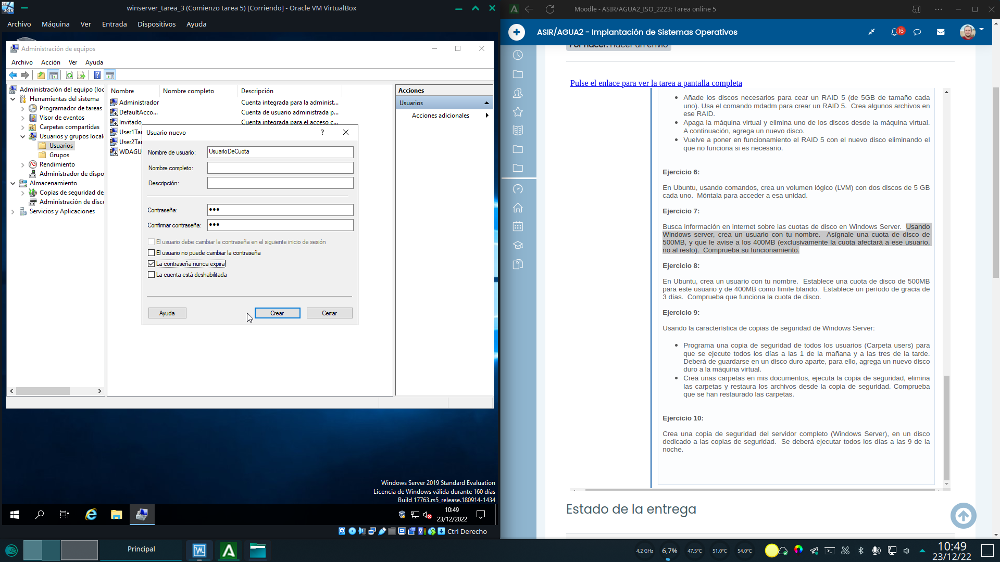 winserver_tarea_3 (Comienzo tarea 5) [Corriendo] - Oracle VM VirtualBox
Archivo Máquina Ver Entrada Dispositivos Ayuda
Administración de equipos
Archivo Acción Ver Ayuda
Administración del equipo (loc
Herramientas del sistema
Programador de tareas
Visor de eventos
Carpetas compartidas
Usuarios y grupos locale
Usuarios
Grupos
Rendimiento
Administrador de dispo
Almacenamiento
Copias de seguridad de
Administración de disco
Servicios y Aplicaciones
Nombre Nombre completo Descripción
Administrador Cuenta integrada para la administ...
DefaultAcco... Cuenta de usuario administrada p...
Invitado Cuenta integrada para el acceso c...
User1Tar
User2Tar
WDAGU
Acciones
Usuarios
Acciones adicionales
Usuario nuevo ?
Nombre de usuario: UsuarioDeCuota
Nombre completo:
Descripción:
Contraseña: •••
Confirmar contraseña: •••
El usuario debe cambiar la contraseña en el siguiente inicio de sesión
El usuario no puede cambiar la contraseña
La contraseña nunca expira
La cuenta está deshabilitada
Ayuda Crear Cerrar
Windows Server 2019 Standard Evaluation
Licencia de Windows válida durante 160 días
Build 17763.rs5_release.180914-1434
10:49
23/12/2022
Ctrl Derecho
Moodle - ASIR/AGUA2_ISO_2223: Tarea online 5
ASIR/AGUA2 - Implantación de Sistemas Operativos
16
Por hacer: Hacer un envío
Pulse el enlace para ver la tarea a pantalla completa
• Añade los discos necesarios para cear un RAID 5 (de 5GB de tamaño cada
uno). Usa el comando mdadm para crear un RAID 5. Crea algunos archivos en
ese RAID.
• Apaga la máquina virtual y elimina uno de los discos desde la máquina virtual.
A continuación, agrega un nuevo disco.
• Vuelve a poner en funcionamiento el RAID 5 con el nuevo disco eliminando el
que no funciona si es necesario.
Ejercicio 6:
En Ubuntu, usando comandos, crea un volumen lógico (LVM) con dos discos de 5 GB
cada uno. Móntala para acceder a esa unidad.
Ejercicio 7:
Busca información en internet sobre las cuotas de disco en Windows Server. Usando
Windows server, crea un usuario con tu nombre. Asígnale una cuota de disco de
500MB, y que le avise a los 400MB (exclusivamente la cuota afectará a ese usuario,
no al resto). Comprueba su funcionamiento.
Ejercicio 8:
En Ubuntu, crea un usuario con tu nombre. Establece una cuota de disco de 500MB
para este usuario y de 400MB como límite blando. Establece un período de gracia de
3 días. Comprueba que funciona la cuota de disco.
Ejercicio 9:
Usando la característica de copias de seguridad de Windows Server:
• Programa una copia de seguridad de todos los usuarios (Carpeta users) para
que se ejecute todos los días a las 1 de la mañana y a las tres de la tarde.
Deberá de guardarse en un disco duro aparte, para ello, agrega un nuevo disco
duro a la máquina virtual.
• Crea unas carpetas en mis documentos, ejecuta la copia de seguridad, elimina
las carpetas y restaura los archivos desde la copia de seguridad. Comprueba
que se han restaurado las carpetas.
Ejercicio 10:
Crea una copia de seguridad del servidor completo (Windows Server), en un disco
dedicado a las copias de seguridad. Se deberá ejecutar todos los días a las 9 de la
noche.
Estado de la entrega
Principal
4,2 GHz 6,7% 47,5°C 51,0°C 54,0°C
10:49
23/12/22